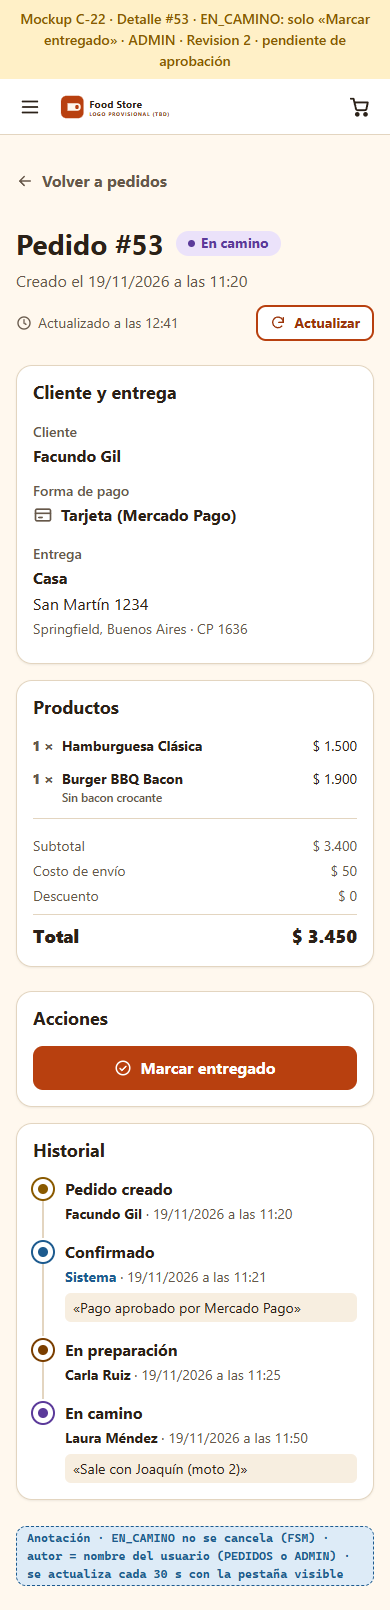 Mockup C-22 · Detalle #53 · EN_CAMINO: solo «Marcar
entregado» · ADMIN · Revision 2 · pendiente de
aprobación
Food Store
LOGO PROVISIONAL (TBD)
Volver a pedidos
Pedido #53
En camino
Creado el 19/11/2026 a las 11:20
Actualizado a las 12:41
Actualizar
Cliente y entrega
Cliente
Facundo Gil
Forma de pago
Tarjeta (Mercado Pago)
Entrega
Casa
San Martín 1234
Springfield, Buenos Aires · CP 1636
Productos
1 × Hamburguesa Clásica $ 1.500
1 × Burger BBQ Bacon $ 1.900
Sin bacon crocante
Subtotal $ 3.400
Costo de envío $ 50
Descuento $ 0
Total $ 3.450
Acciones
Marcar entregado
Historial
Pedido creado
Facundo Gil · 19/11/2026 a las 11:20
Confirmado
Sistema · 19/11/2026 a las 11:21
«Pago aprobado por Mercado Pago»
En preparación
Carla Ruiz · 19/11/2026 a las 11:25
En camino
Laura Méndez · 19/11/2026 a las 11:50
«Sale con Joaquín (moto 2)»
Anotación · EN_CAMINO no se cancela (FSM) ·
autor = nombre del usuario (PEDIDOS o ADMIN) ·
se actualiza cada 30 s con la pestaña visible